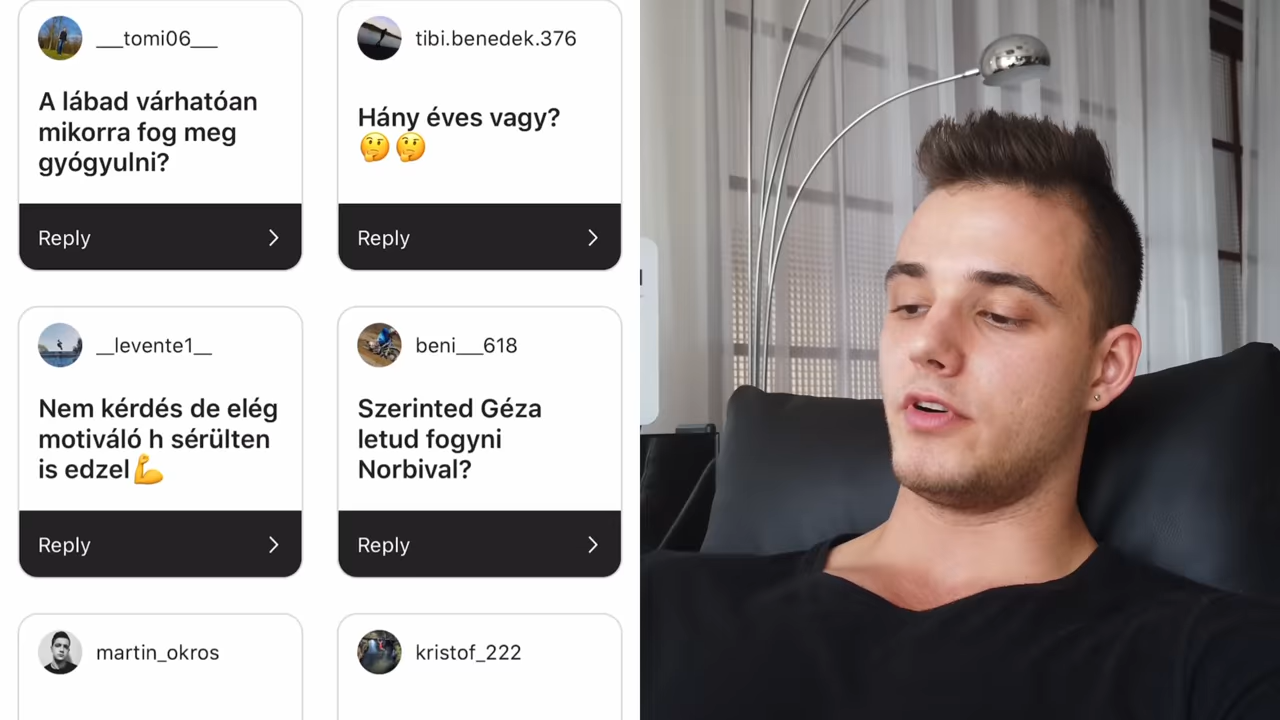 ___tomi06___
A lábad várhatóan
mikorra fog meg
gyógyulni?
Reply
tibi.benedek.376
Hány éves vagy?
🤔🤔
Reply
__levente1__
Nem kérdés de elég
motiváló h sérülten
is edzel💪
Reply
beni___618
Szerinted Géza
letud fogyni
Norbival?
Reply
martin_okros
kristof_222